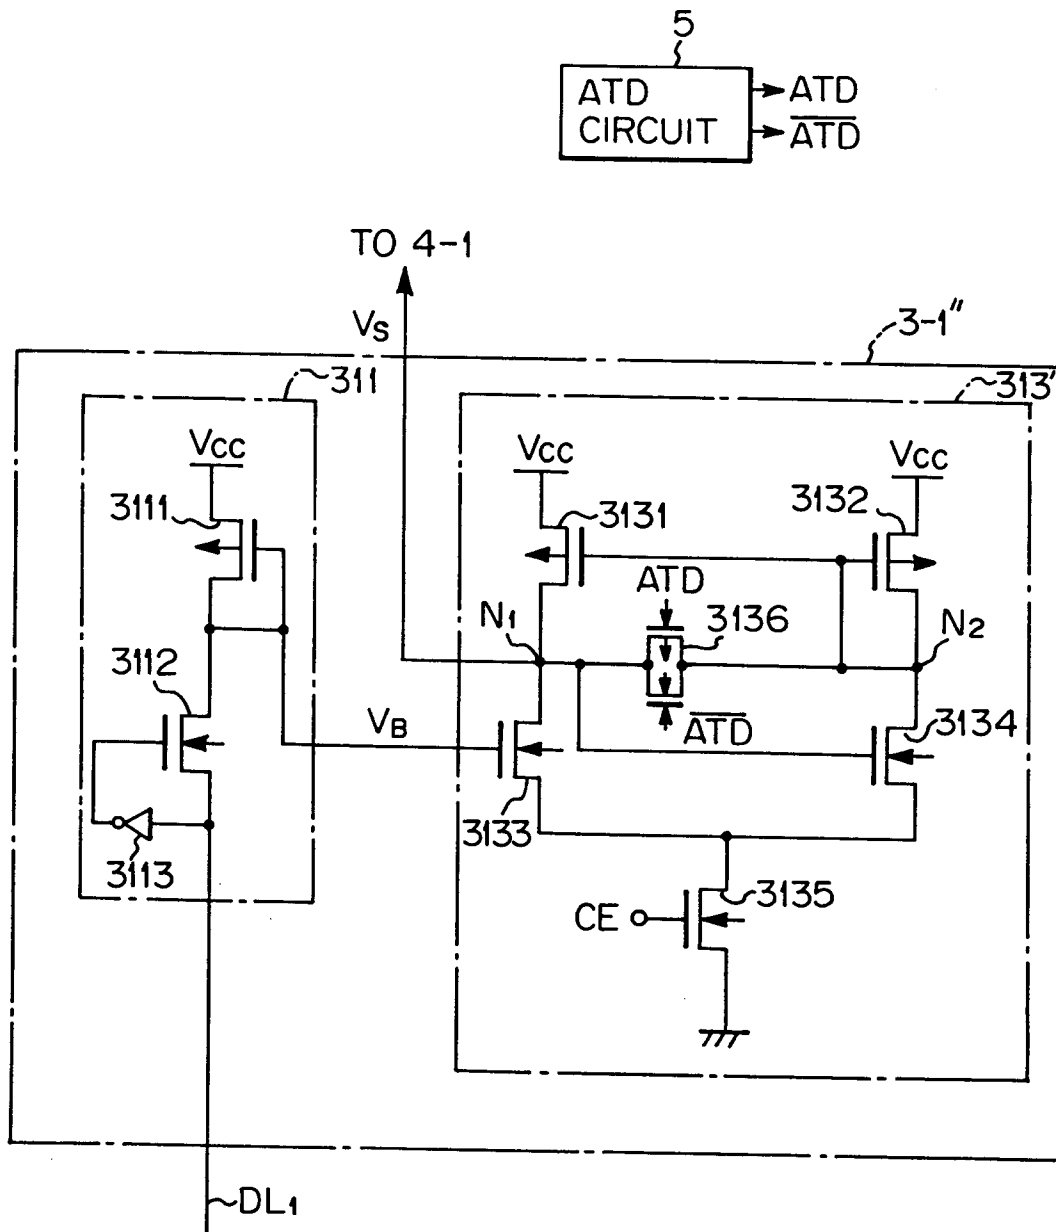 5
ATD
CIRCUIT
ATD
ATD
TO 4-1
VS
3-1"
311
313'
VCC
3111
VCC
3131
VCC
3132
ATD
3136
N1
N2
3112
VB
ATD
3134
3133
3113
3135
CE
DL1